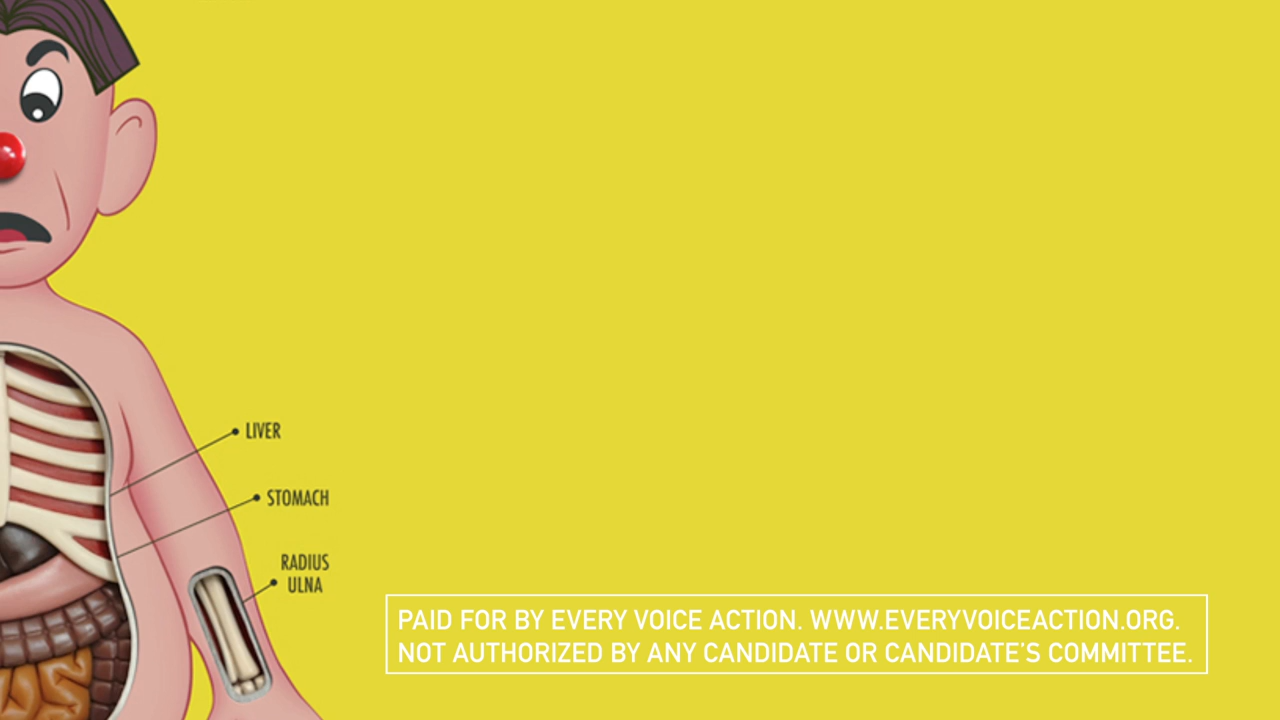 LIVER
STOMACH
RADIUS
ULNA
PAID FOR BY EVERY VOICE ACTION. WWW.EVERYVOICEACTION.ORG.
NOT AUTHORIZED BY ANY CANDIDATE OR CANDIDATE'S COMMITTEE.